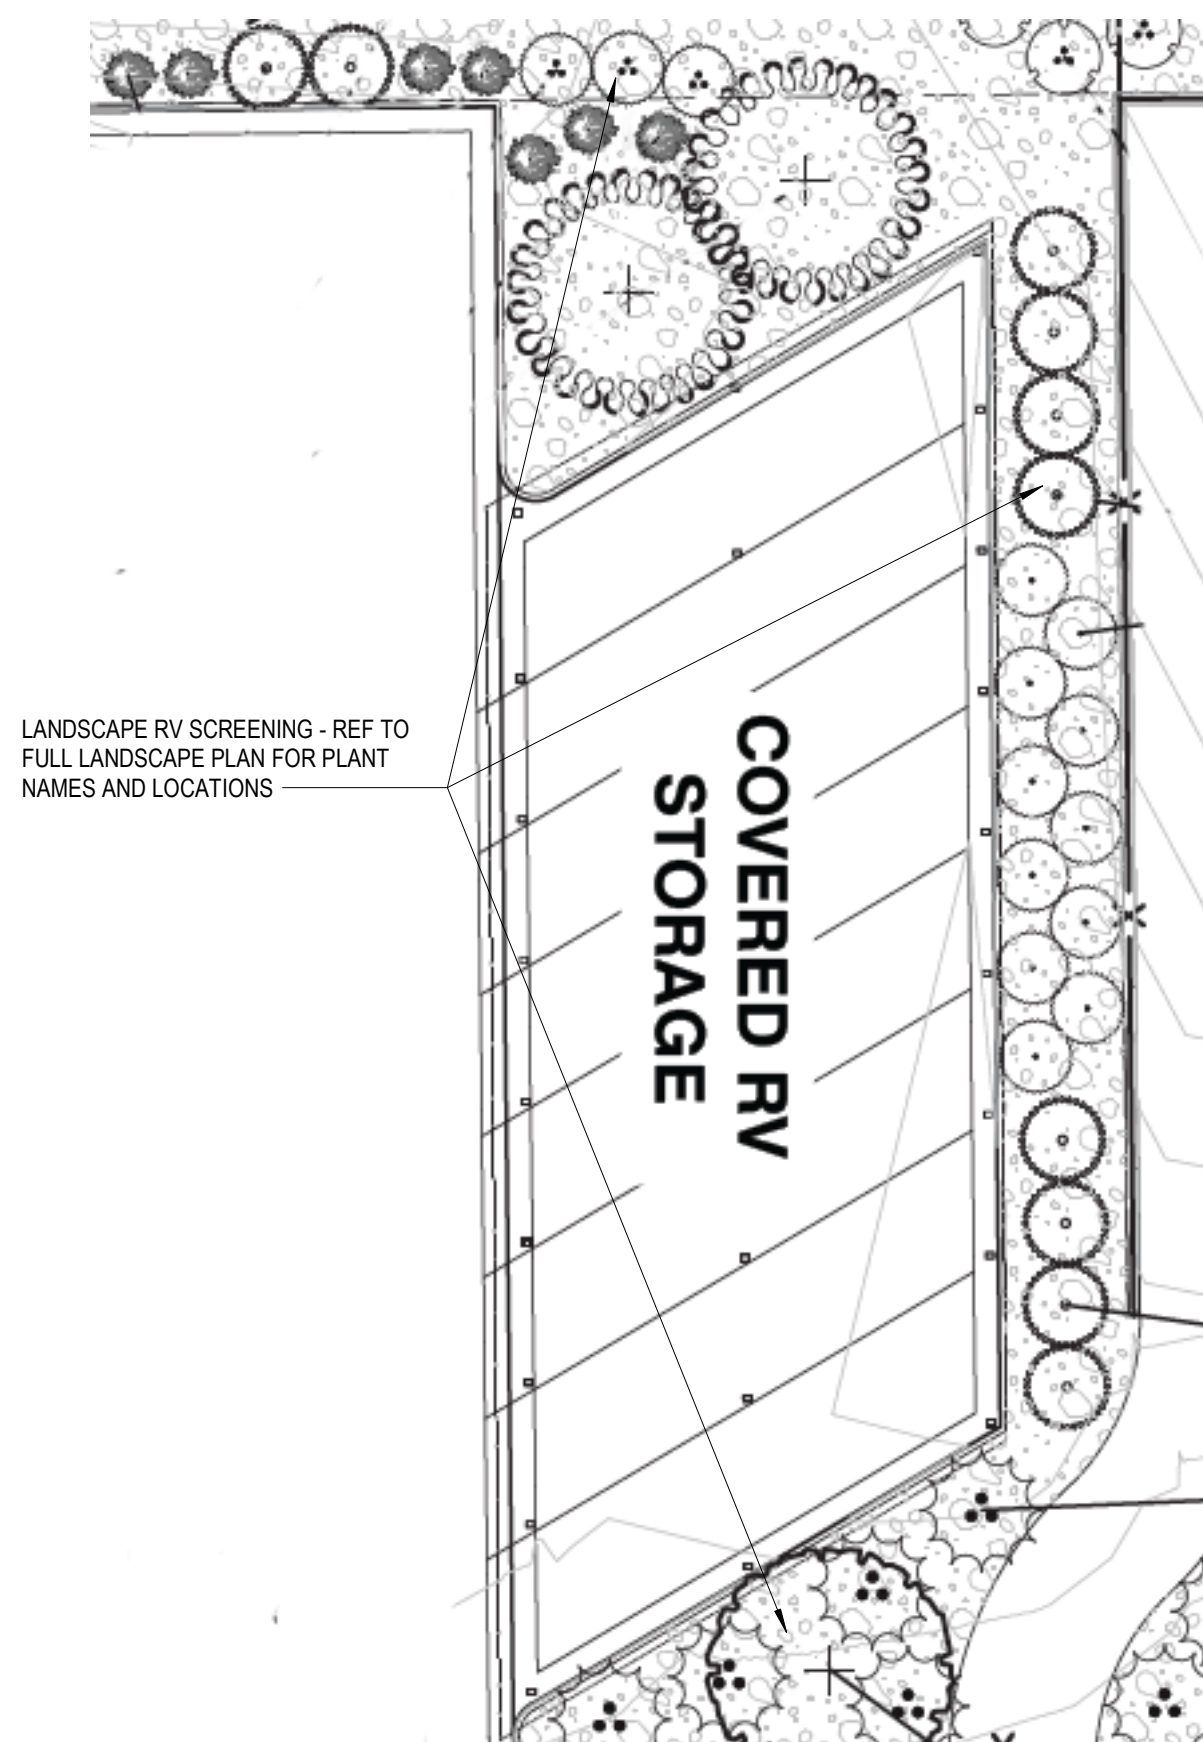 LANDSCAPE RV SCREENING - REF TO
FULL LANDSCAPE PLAN FOR PLANT
NAMES AND LOCATIONS
COVERED RV
STORAGE